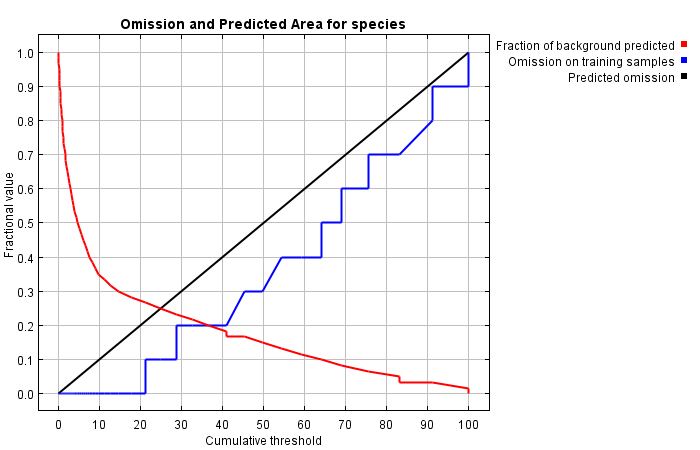 Omission and Predicted Area for species
Fraction of background predicted
Omission on training samples
Predicted omission
1.0
0.9
0.8
0.7
0.6
0.5
0.4
0.3
0.2
0.1
0.0
Fractional value
0 10 20 30 40 50 60 70 80 90 100
Cumulative threshold